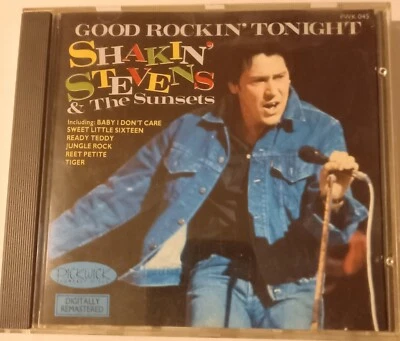 GOOD ROCKIN' TONIGHT
PWK 045
SHAKIN'
STEVENS
& The Sunsets
Including: BABY I DON'T CARE
SWEET LITTLE SIXTEEN
READY TEDDY
JUNGLE ROCK
REET PETITE
TIGER
PICKWICK
DIGITALLY
REMASTERED